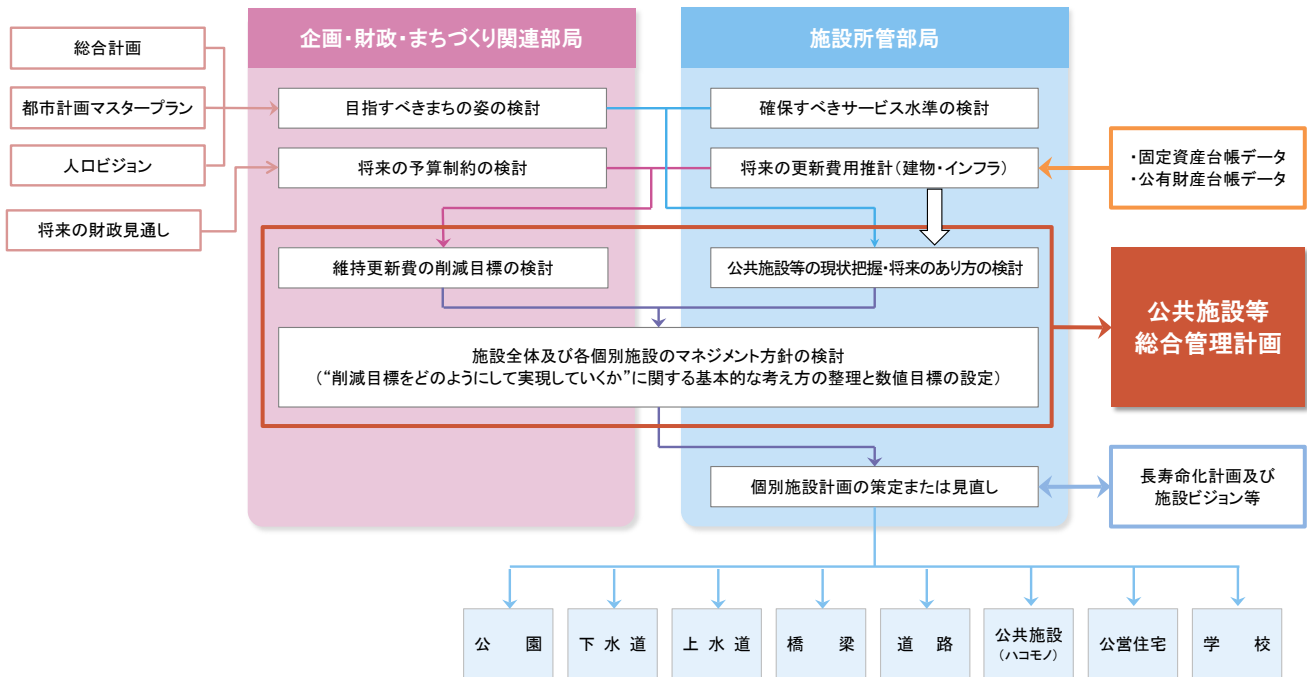 企画・財政・まちづくり関連部局
施設所管部局
総合計画
都市計画マスタープラン
人口ビジョン
将来の財政見通し
目指すべきまちの姿の検討
確保すべきサービス水準の検討
将来の予算制約の検討
将来の更新費用推計(建物・インフラ)
・固定資産台帳データ
・公有財産台帳データ
維持更新費の削減目標の検討
公共施設等の現状把握・将来のあり方の検討
公共施設等
総合管理計画
施設全体及び各個別施設のマネジメント方針の検討
(“削減目標をどのようにして実現していくか”に関する基本的な考え方の整理と数値目標の設定)
個別施設計画の策定または見直し
長寿命化計画及び
施設ビジョン等
公　園
下 水 道
上 水 道
橋　梁
道　路
公共施設
(ハコモノ)
公営住宅
学　校